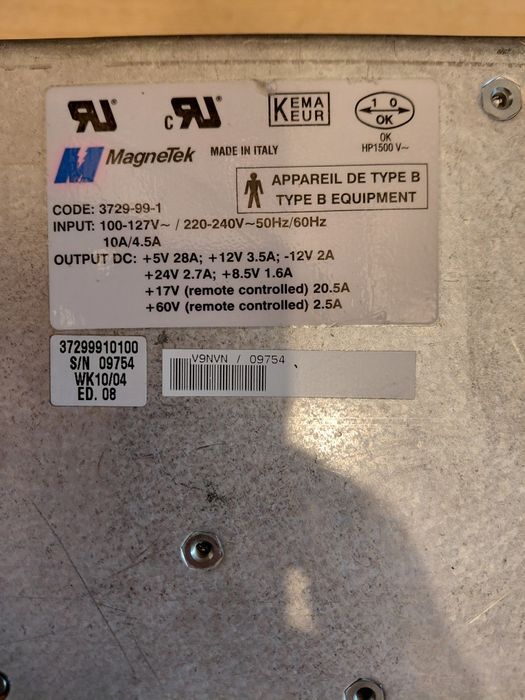 KEMA
EUR
1 0
OK
OK
HP1500 V~
MagneTek MADE IN ITALY
APPAREIL DE TYPE B
TYPE B EQUIPMENT
CODE: 3729-99-1
INPUT: 100-127V~ / 220-240V~50Hz/60Hz
10A/4.5A
OUTPUT DC: +5V 28A; +12V 3.5A; -12V 2A
+24V 2.7A; +8.5V 1.6A
+17V (remote controlled) 20.5A
+60V (remote controlled) 2.5A
37299910100
S/N 09754
WK10/04
ED. 08
V9NVN / 09754